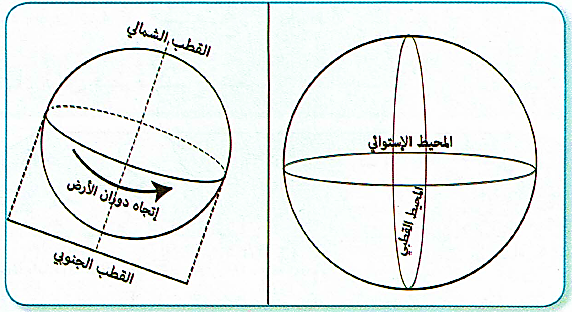 القطب الشمالي
إتجاه دوران الأرض
القطب الجنوبي
المحيط الإستوائي
المحيط القطبي